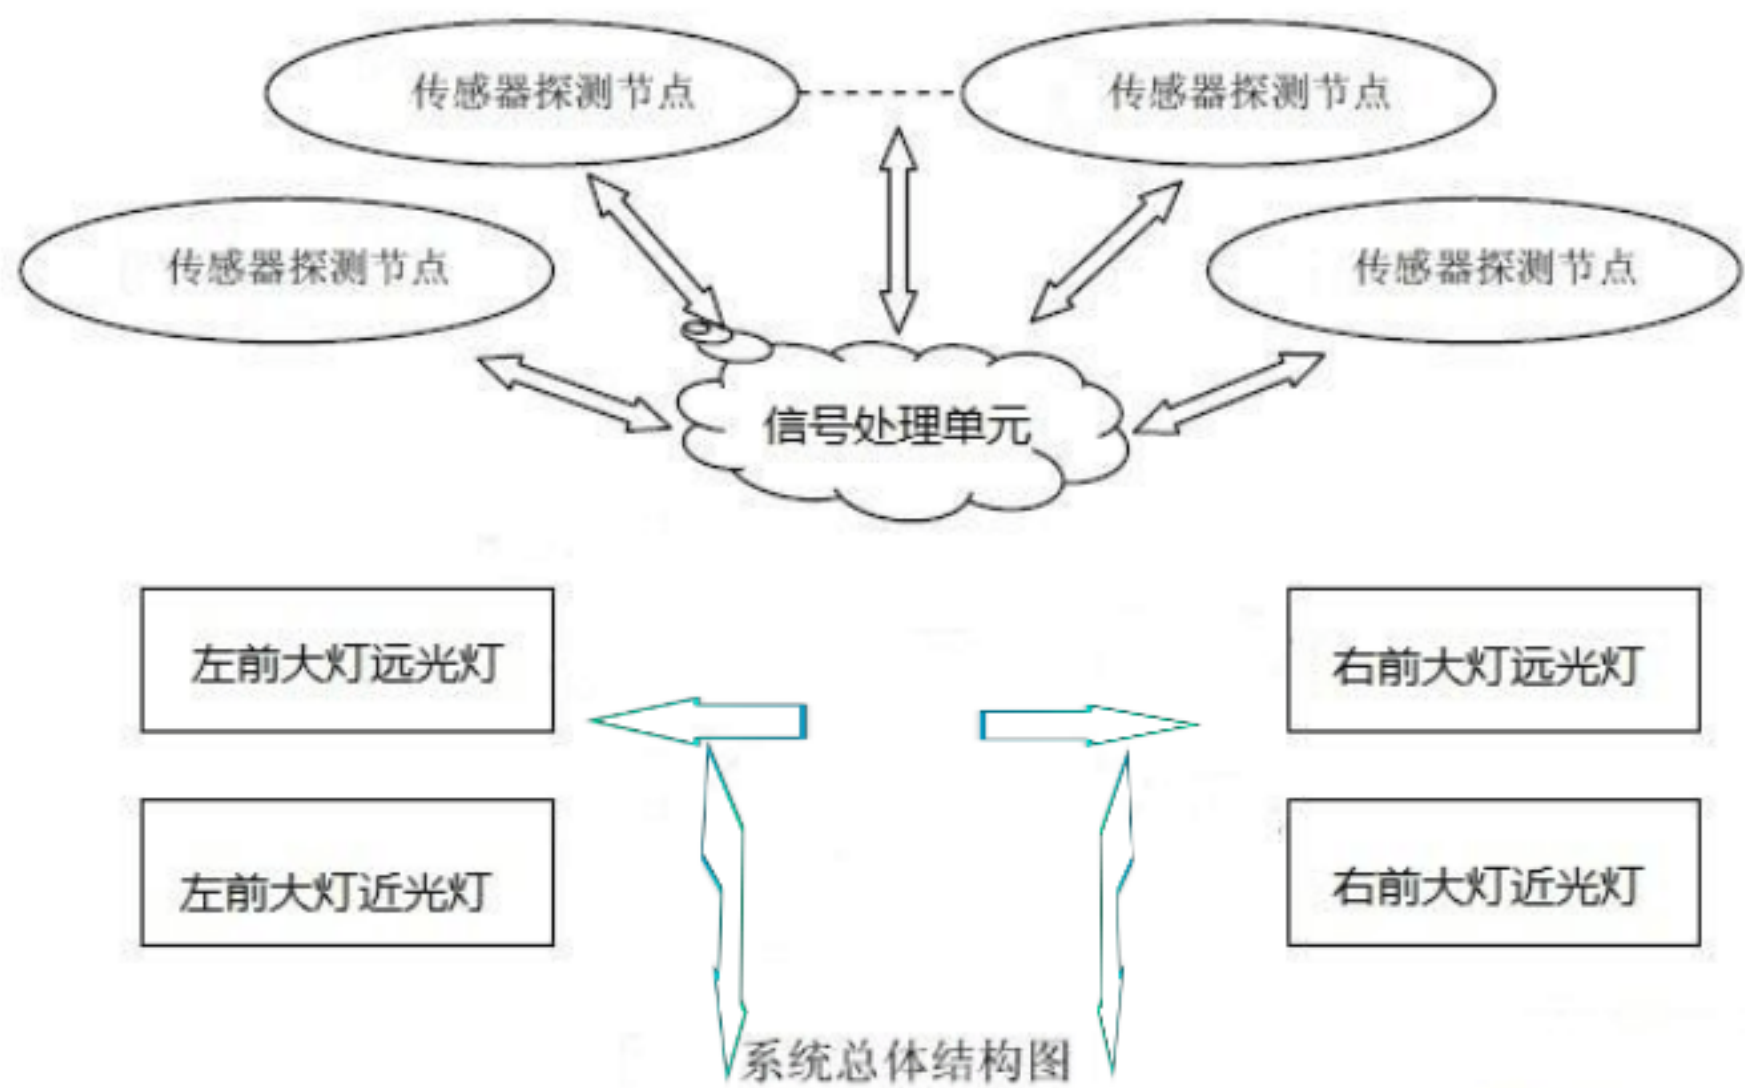 传感器探测节点
传感器探测节点
传感器探测节点
传感器探测节点
信号处理单元
左前大灯远光灯
右前大灯远光灯
左前大灯近光灯
右前大灯近光灯
系统总体结构图